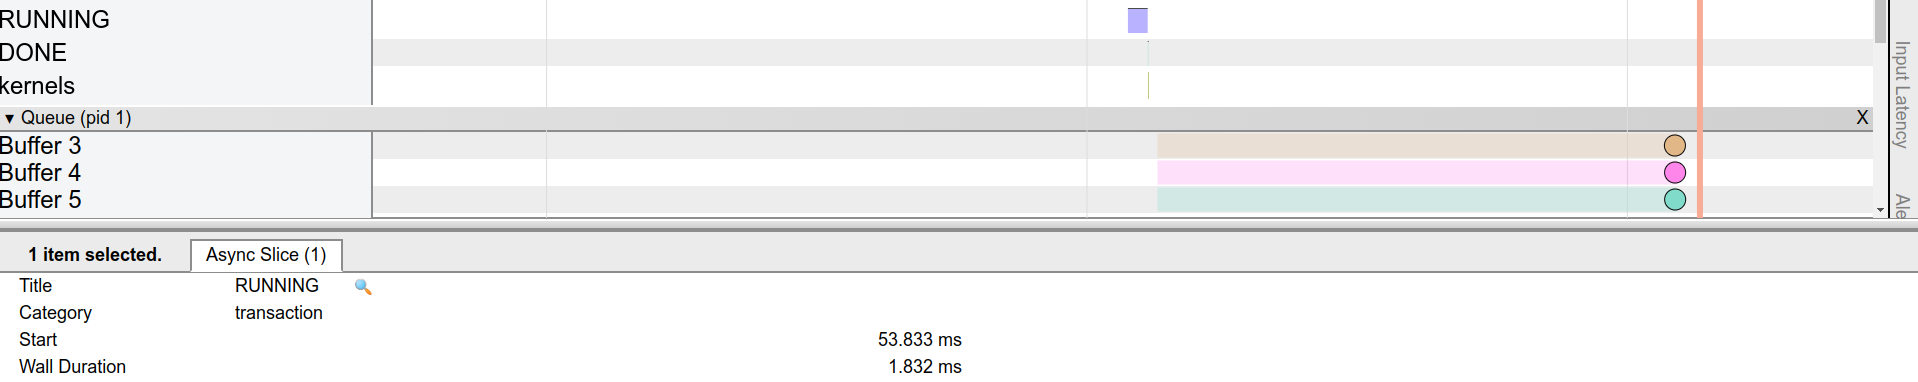 RUNNING
DONE
kernels
▼ Queue (pid 1) X
Buffer 3
Buffer 4
Buffer 5
Input Latency
Ale
1 item selected. Async Slice (1)
Title RUNNING
Category transaction
Start 53.833 ms
Wall Duration 1.832 ms